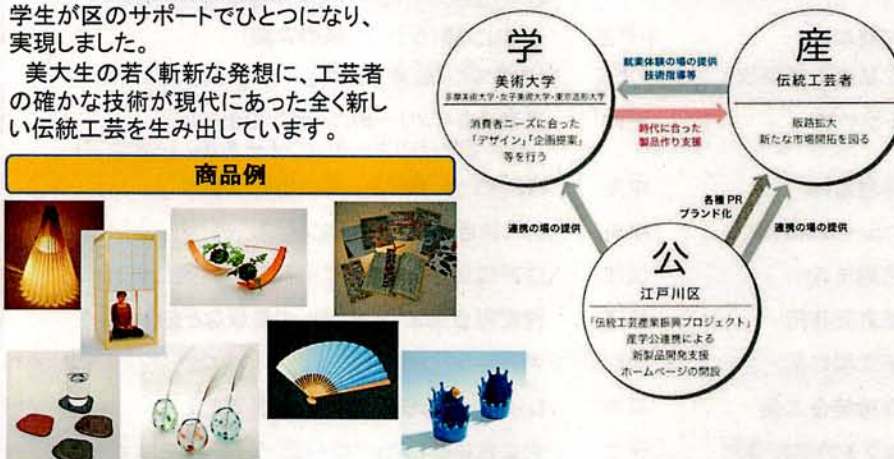 学生が区のサポートでひとつになり、
実現しました。
　美大生の若く斬新な発想に、工芸者
の確かな技術が現代にあった全く新し
い伝統工芸を生み出しています。
商品例
学
美術大学
多摩美術大学・女子美術大学・東京造形大学
消費者ニーズに合った
「デザイン」「企画提案」
等を行う
就業体験の場の提供
技術指導等
時代に合った
製品作り支援
産
伝統工芸者
販路拡大
新たな市場開拓を図る
連携の場の提供
各種 PR
ブランド化
連携の場の提供
公
江戸川区
「伝統工芸産業振興プロジェクト」
産学公連携による
新製品開発支援
ホームページの開設